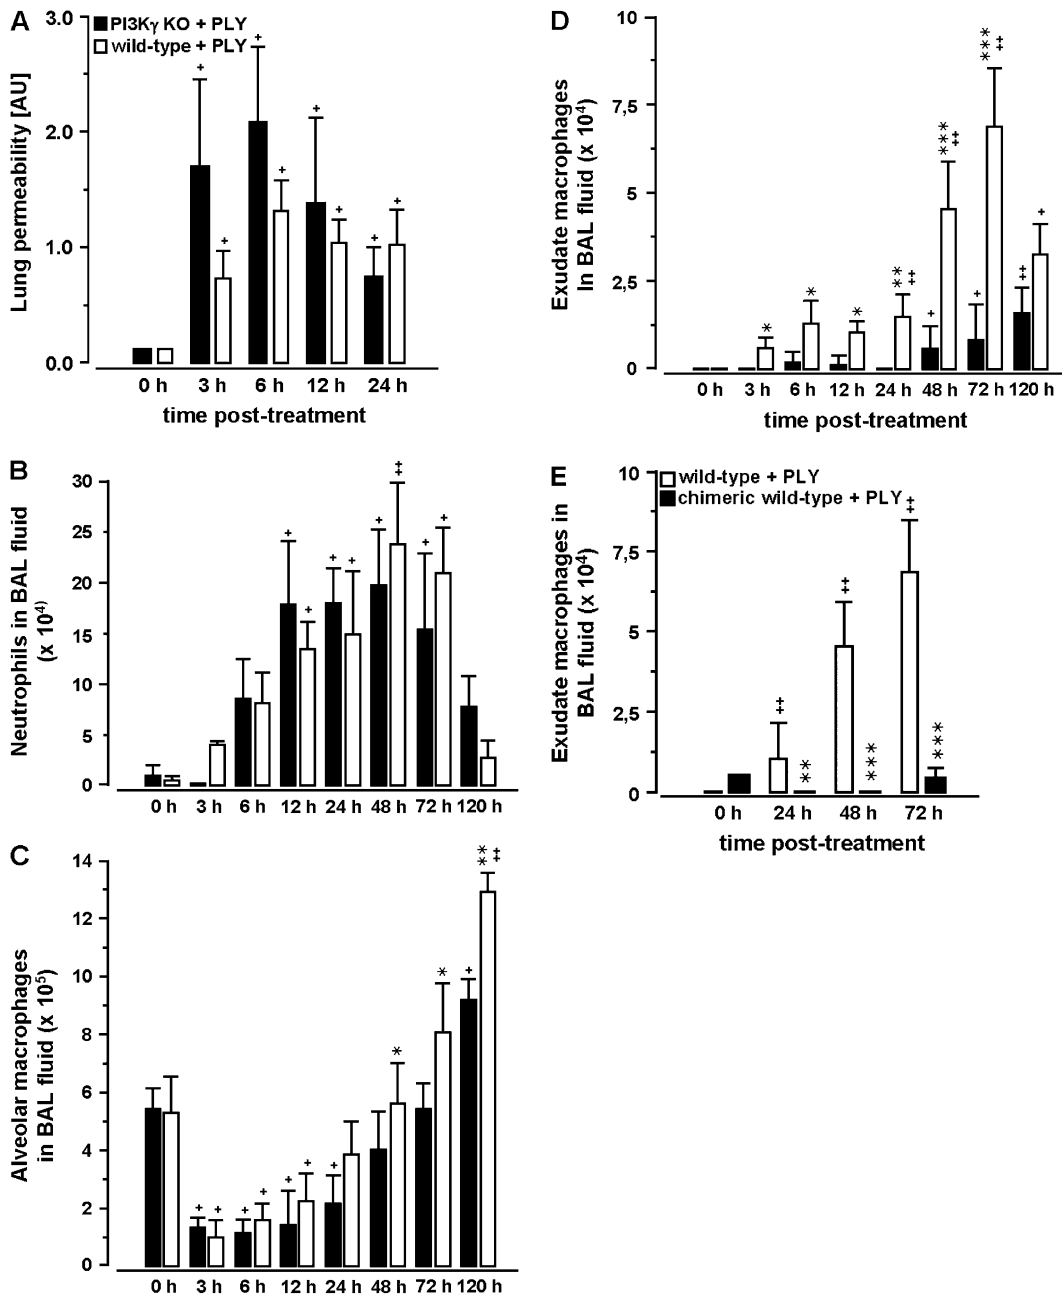 A
3.0
2.0
1.0
0.0
Lung permeability [AU]
PI3Kγ KO + PLY
wild-type + PLY
+ + + + + + + +
0 h 3 h 6 h 12 h 24 h
time post-treatment
B
30
25
20
15
10
5
0
Neutrophils in BAL fluid
(x 10⁴)
+ + + + + ‡ + +
0 h 3 h 6 h 12 h 24 h 48 h 72 h 120 h
C
14
12
10
8
6
4
2
0
Alveolar macrophages
in BAL fluid (x 10⁵)
+ + + + + + + * * + ** ‡
0 h 3 h 6 h 12 h 24 h 48 h 72 h 120 h
D
10
7,5
5
2,5
0
Exudate macrophages
In BAL fluid (x 10⁴)
* * * ** ‡ + *** ‡ + *** ‡ ‡ +
0 h 3 h 6 h 12 h 24 h 48 h 72 h 120 h
time post-treatment
E
10
7,5
5
2,5
0
Exudate macrophages in
BAL fluid (x 10⁴)
wild-type + PLY
chimeric wild-type + PLY
‡ ** ‡ *** ‡ ***
0 h 24 h 48 h 72 h
time post-treatment